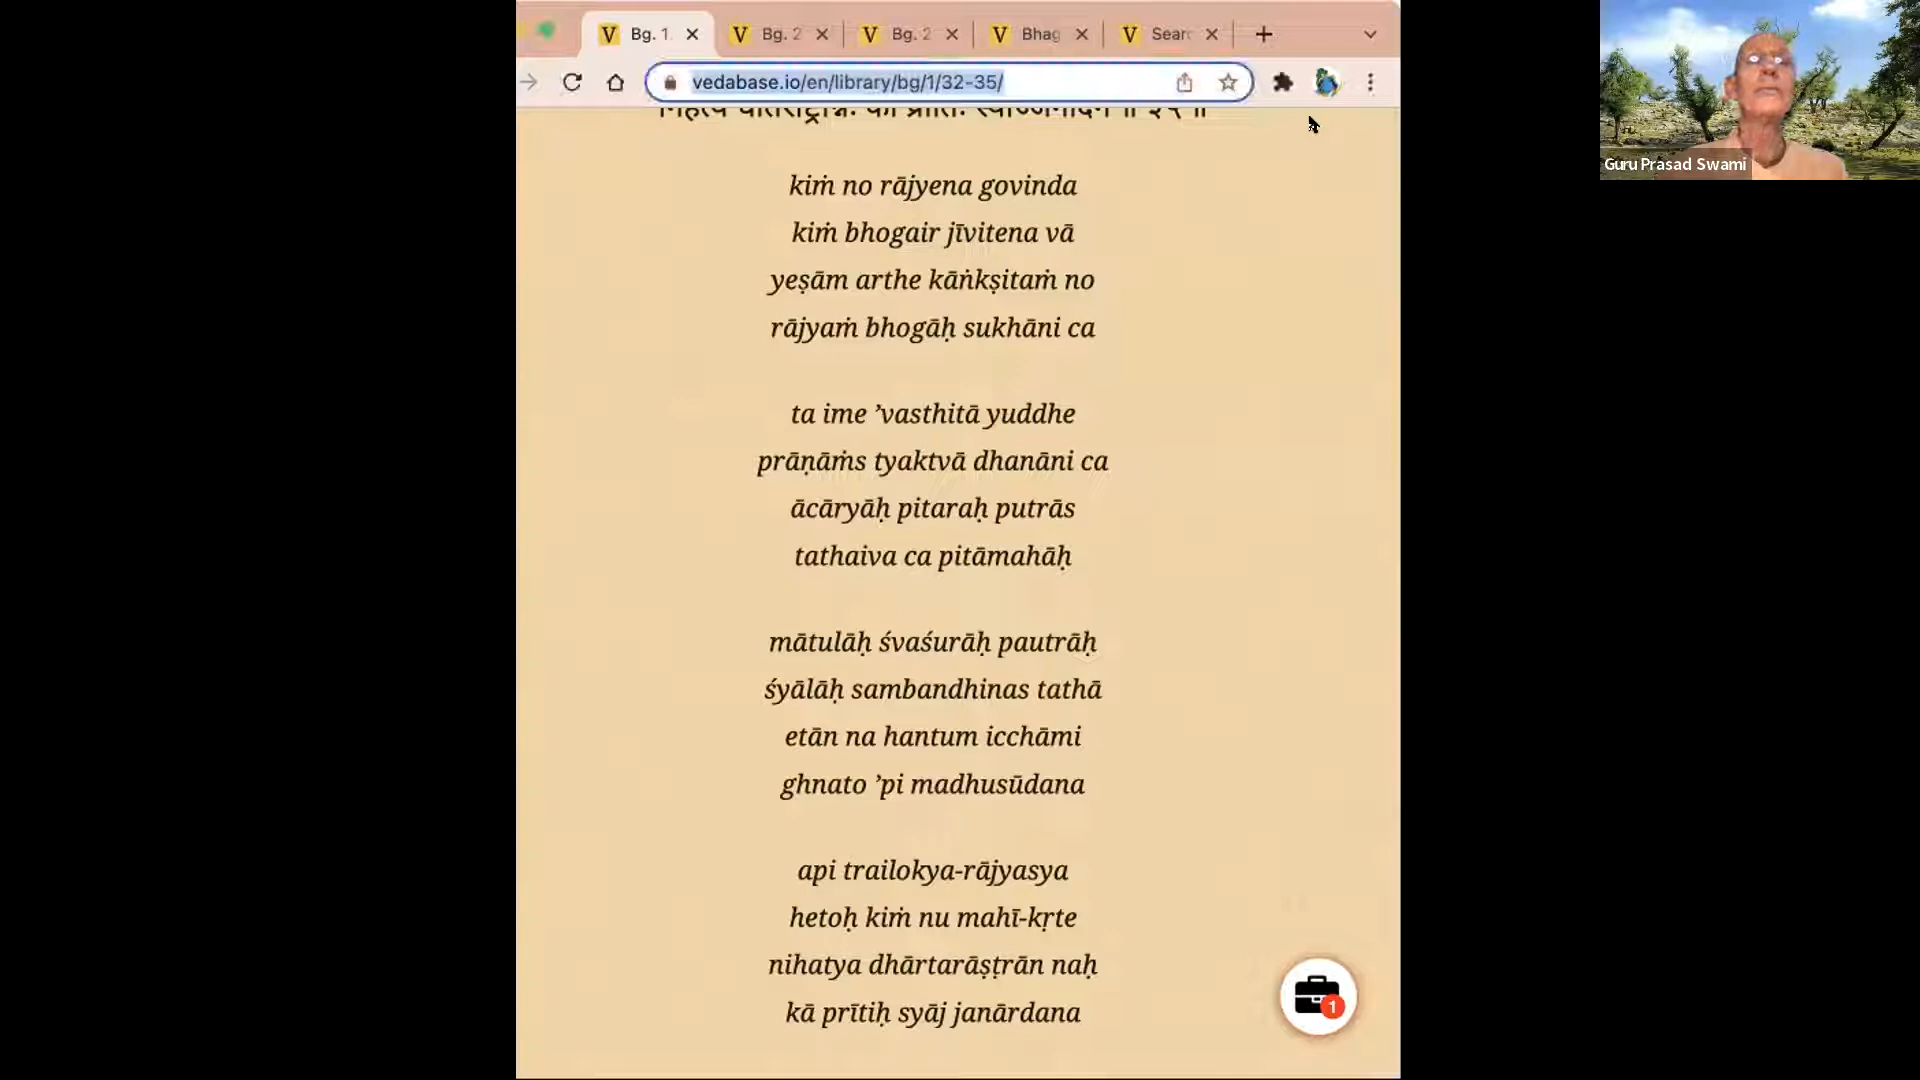 Bg. 1
Bg. 2
Bg. 2
Bhag
Sear
vedabase.io/en/library/bg/1/32-35/
Guru Prasad Swami
kiṁ no rājyena govinda
kiṁ bhogair jīvitena vā
yeṣām arthe kāṅkṣitaṁ no
rājyaṁ bhogāḥ sukhāni ca
ta ime ’vasthitā yuddhe
prāṇāṁs tyaktvā dhanāni ca
ācāryāḥ pitaraḥ putrās
tathaiva ca pitāmahāḥ
mātulāḥ śvaśurāḥ pautrāḥ
śyālāḥ sambandhinas tathā
etān na hantum icchāmi
ghnato ’pi madhusūdana
api trailokya-rājyasya
hetoḥ kiṁ nu mahī-kṛte
nihatya dhārtarāṣṭrān naḥ
kā prītiḥ syāj janārdana
1